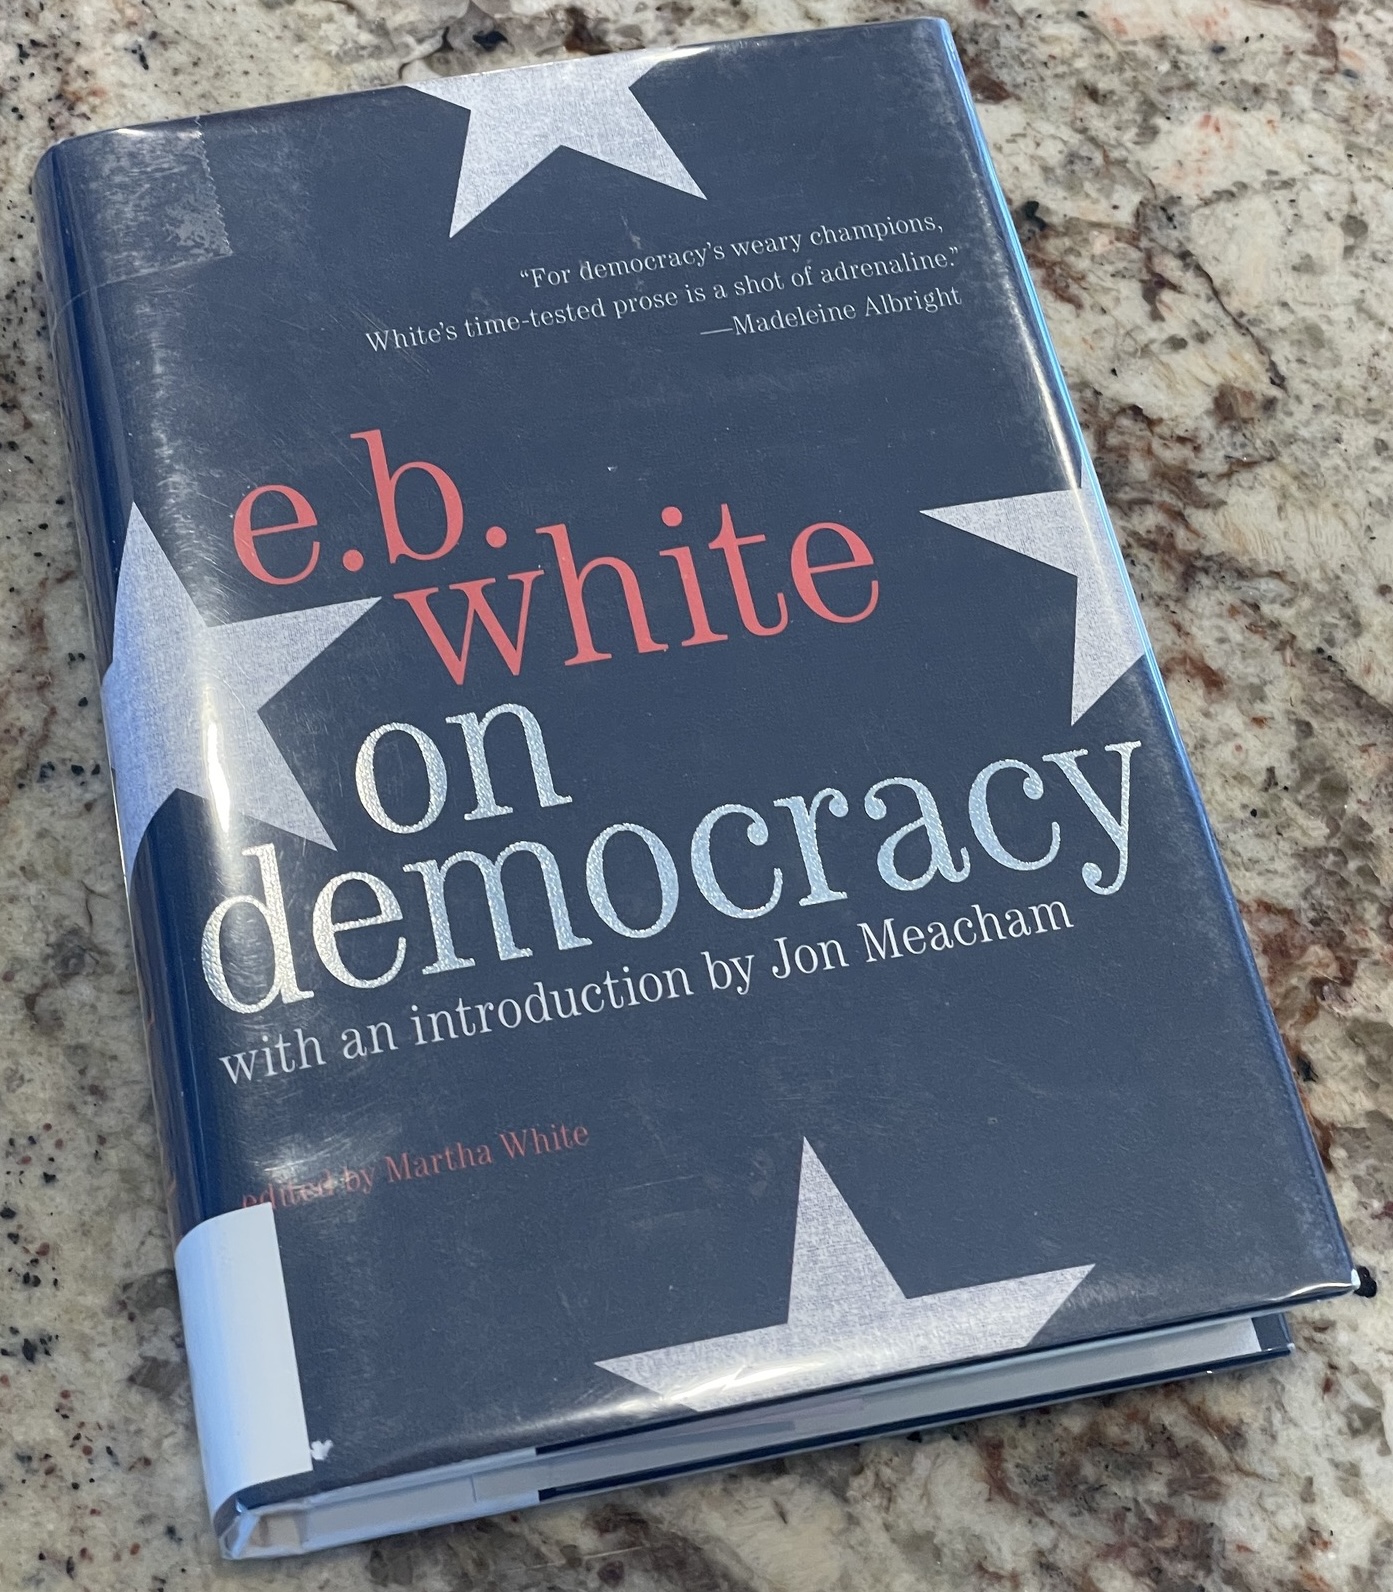 “For democracy’s weary champions,
White’s time-tested prose is a shot of adrenaline.”
—Madeleine Albright
e.b.
white
on
democracy
with an introduction by Jon Meacham
edited by Martha White